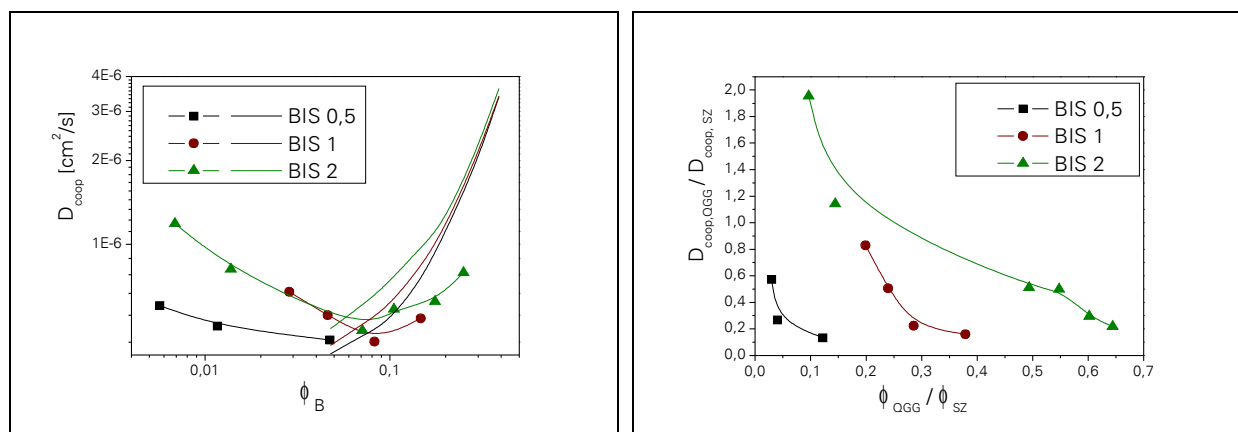 4E-6
3E-6
2E-6
1E-6
D_coop [cm²/s]
BIS 0,5
BIS 1
BIS 2
0,01 0,1
ϕ_B
2,0
1,8
1,6
1,4
1,2
1,0
0,8
0,6
0,4
0,2
0,0
D_coop,QGG / D_coop, SZ
BIS 0,5
BIS 1
BIS 2
0,0 0,1 0,2 0,3 0,4 0,5 0,6 0,7
ϕ_QGG / ϕ_SZ